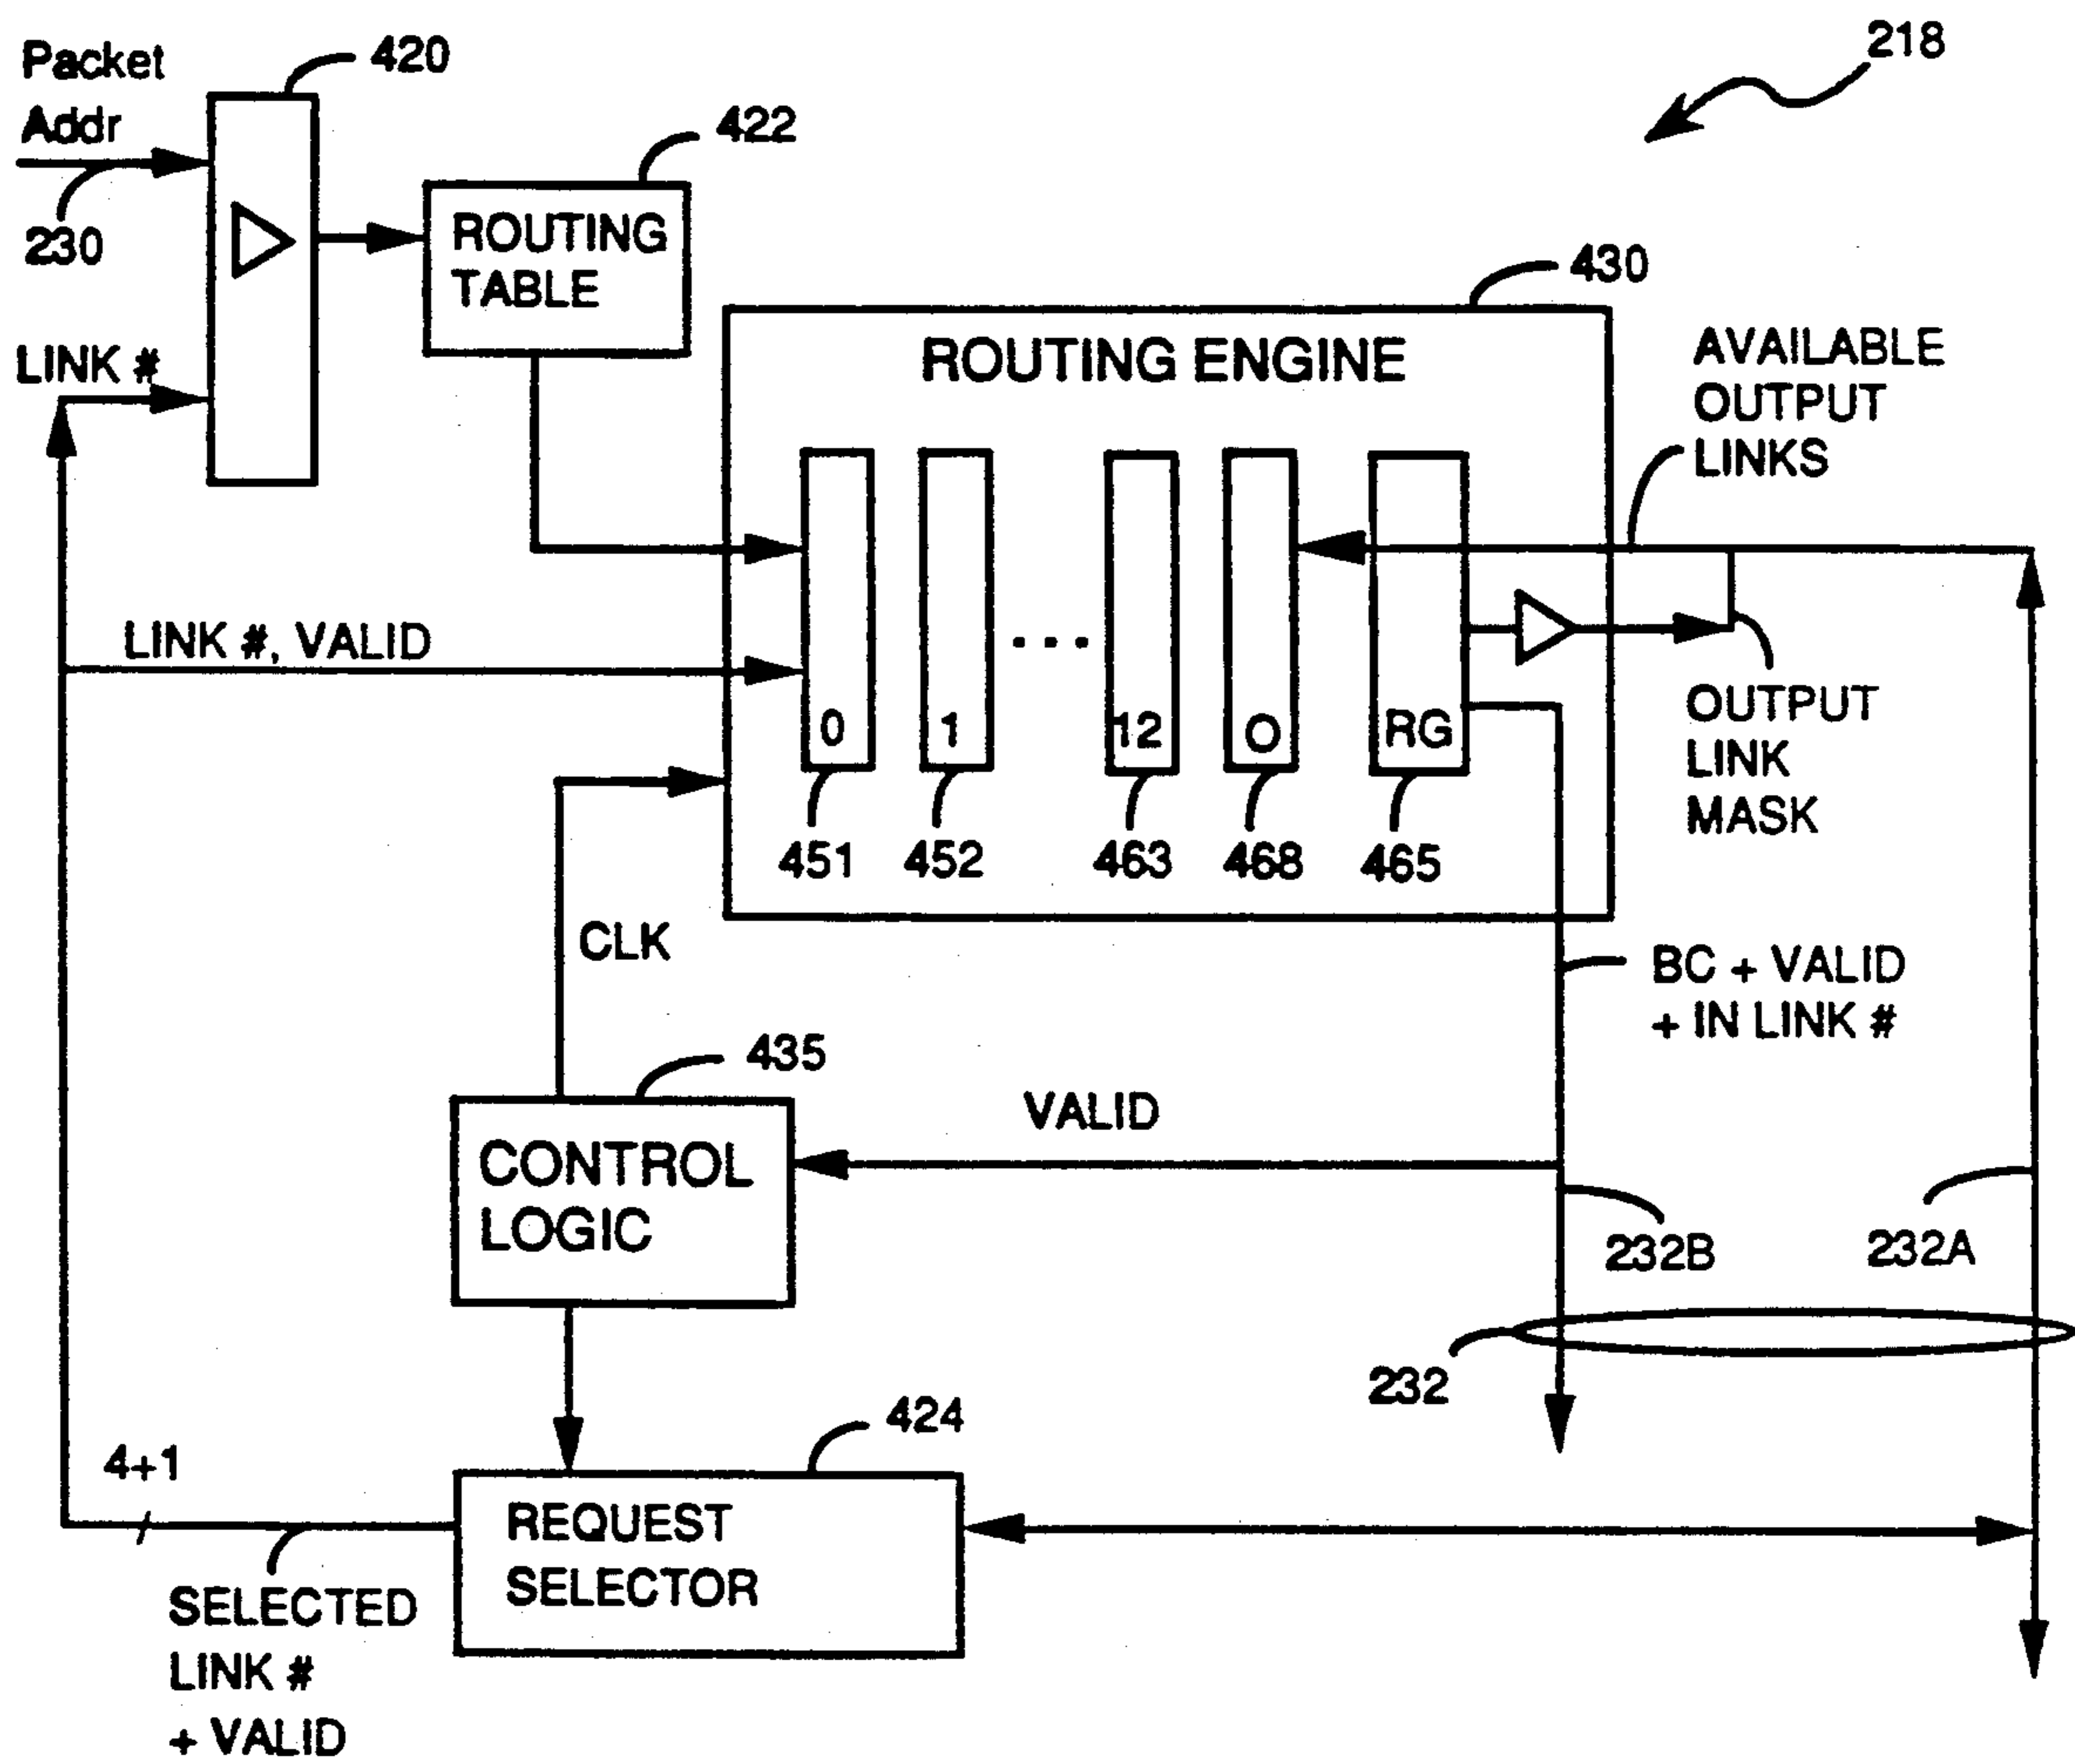 Packet
Addr
420
218
422
230
ROUTING
TABLE
430
LINK #
ROUTING ENGINE
AVAILABLE
OUTPUT
LINKS
LINK #, VALID
...
0
1
12
O
RG
OUTPUT
LINK
MASK
451
452
463
468
465
CLK
BC + VALID
+ IN LINK #
435
VALID
CONTROL
LOGIC
232B
232A
232
424
4+1
REQUEST
SELECTOR
SELECTED
LINK #
+ VALID